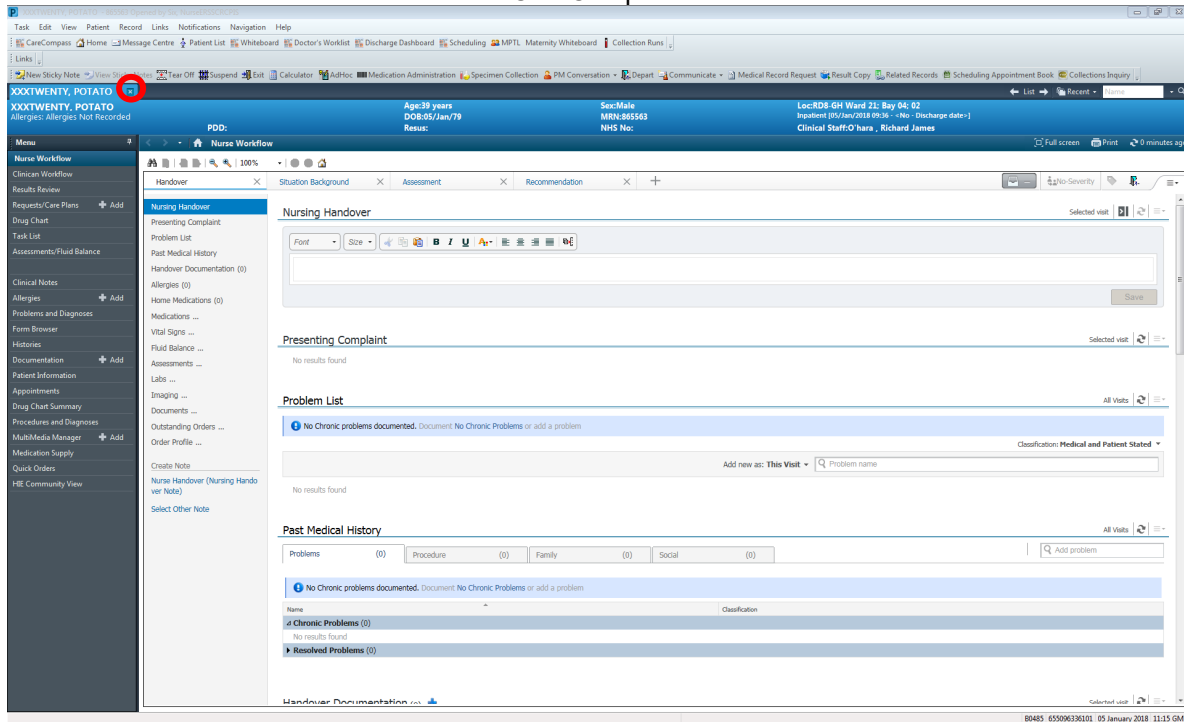 XXXTWENTY, POTATO
Task Edit View Patient Record Links Notifications Navigation Help
CareCompass Home Message Centre Patient List Whiteboard Doctor's Worklist Discharge Dashboard Scheduling MPTL Maternity Whiteboard Collection Runs
Links
New Sticky Note View Sticky Notes Tear Off Suspend Exit Calculator AdHoc Medication Administration Specimen Collection PM Conversation Depart Communicate Medical Record Request Result Copy Related Records Scheduling Appointment Book Collections Inquiry
XXXTWENTY, POTATO List Recent Name
XXXTWENTY, POTATO Age:39 years Sex:Male Loc:RD8-GH Ward 21; Bay 04; 02
Allergies: Allergies Not Recorded DOB:05/Jan/79 MRN:865563 Inpatient [05/Jan/2018 09:36 - <No - Discharge date>]
PDD: Resus: NHS No: Clinical Staff:O'hara , Richard James
Menu Nurse Workflow Full screen Print 0 minutes ago
Nurse Workflow
Clinican Workflow
Results Review
Requests/Care Plans Add
Drug Chart
Task List
Assessments/Fluid Balance
Clinical Notes
Allergies Add
Problems and Diagnoses
Form Browser
Histories
Documentation Add
Patient Information
Appointments
Drug Chart Summary
Procedures and Diagnoses
MultiMedia Manager Add
Medication Supply
Quick Orders
HIE Community View
100%
Handover Situation Background Assessment Recommendation No-Severity
Nursing Handover
Presenting Complaint
Problem List
Past Medical History
Handover Documentation (0)
Allergies (0)
Home Medications (0)
Medications ...
Vital Signs ...
Fluid Balance ...
Assessments ...
Labs ...
Imaging ...
Documents ...
Outstanding Orders ...
Order Profile ...
Create Note
Nurse Handover (Nursing Hando
ver Note)
Select Other Note
Nursing Handover Selected visit
Font Size B I U A
Save
Presenting Complaint Selected visit
No results found
Problem List All Visits
No Chronic problems documented. Document No Chronic Problems or add a problem
Classification: Medical and Patient Stated
Add new as: This Visit Problem name
No results found
Past Medical History All Visits
Problems (0) Procedure (0) Family (0) Social (0) Add problem
No Chronic problems documented. Document No Chronic Problems or add a problem
Name Classification
Chronic Problems (0)
No results found
Resolved Problems (0)
Handover Documentation (0) Selected visit
B0485 655096336101 05 January 2018 11:15 GM